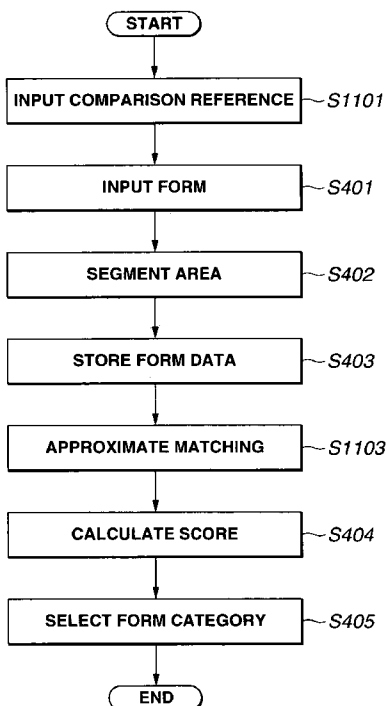 START
INPUT COMPARISON REFERENCE S1101
INPUT FORM S401
SEGMENT AREA S402
STORE FORM DATA S403
APPROXIMATE MATCHING S1103
CALCULATE SCORE S404
SELECT FORM CATEGORY S405
END